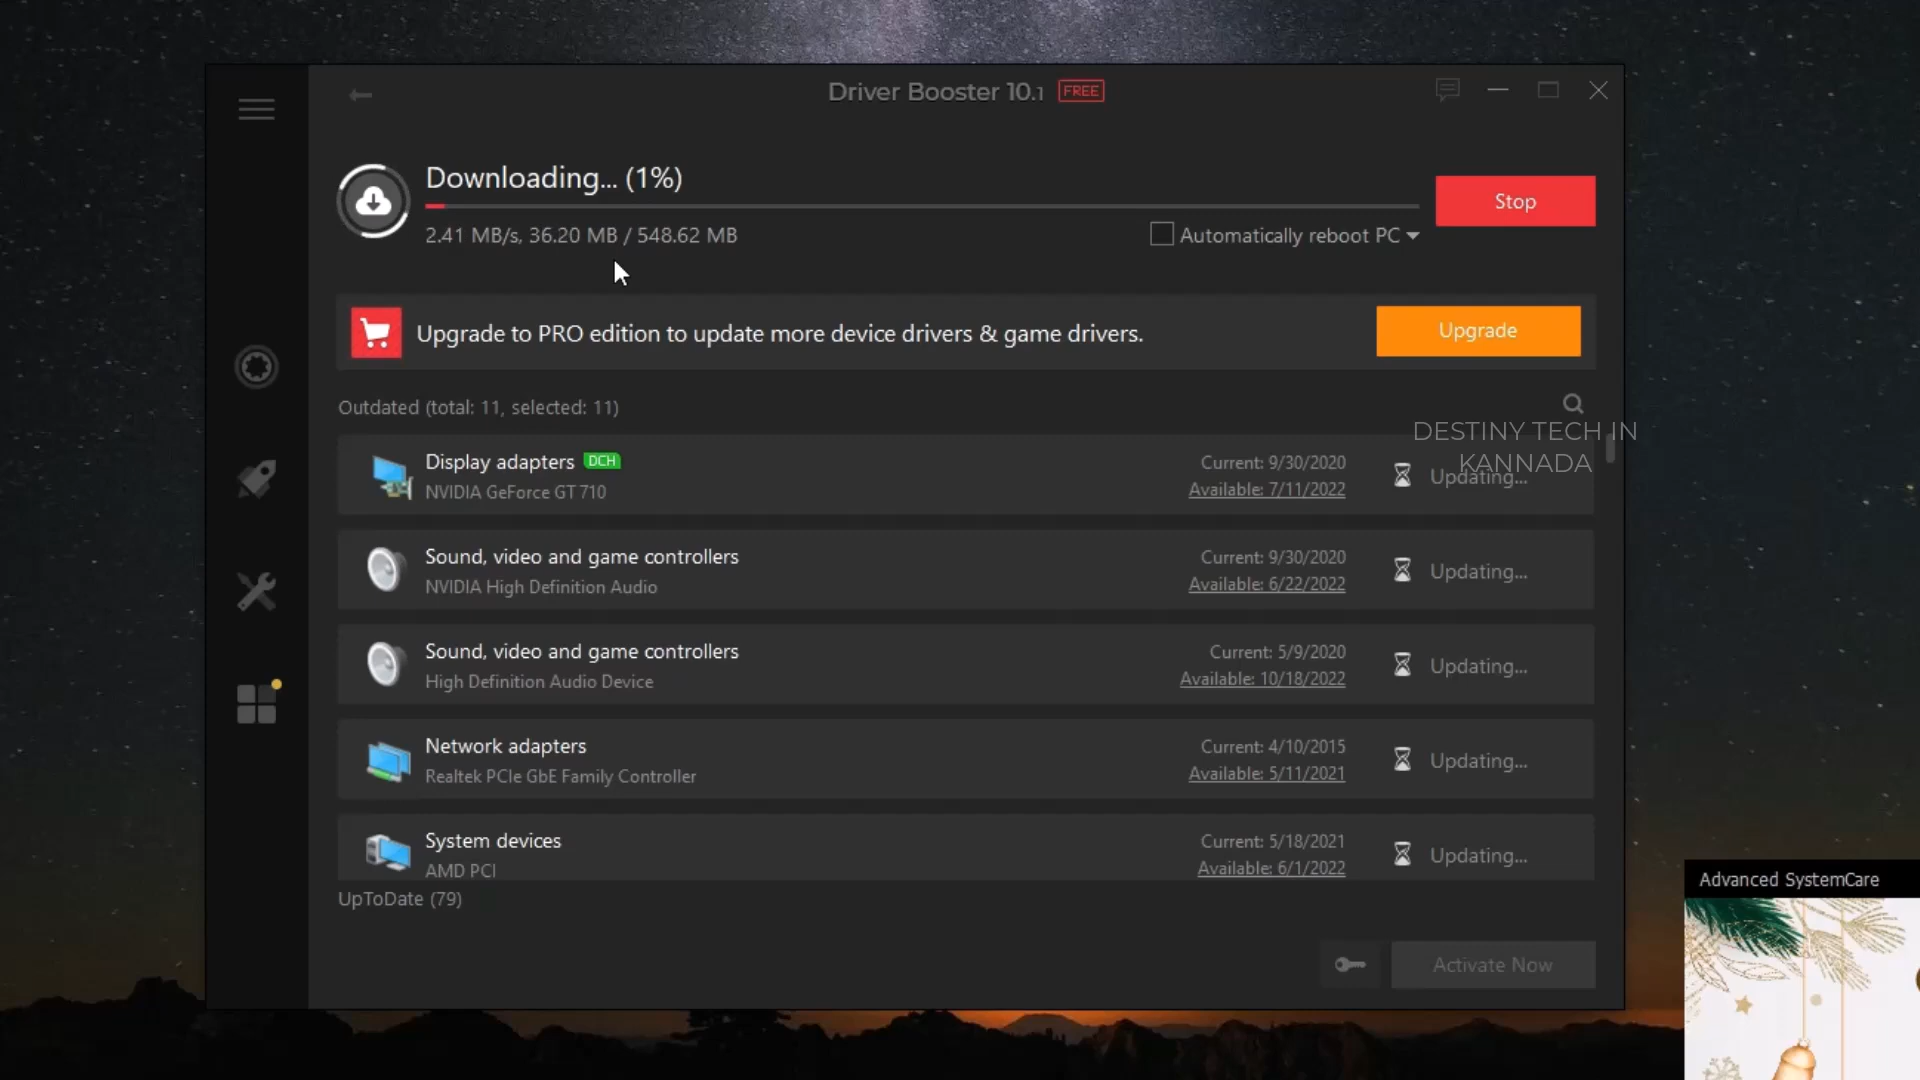 Driver Booster 10.1 FREE
Downloading... (1%)
Stop
2.41 MB/s, 36.20 MB / 548.62 MB
Automatically reboot PC
Upgrade to PRO edition to update more device drivers & game drivers.
Upgrade
Outdated (total: 11, selected: 11)
DESTINY TECH IN
KANNADA
Display adapters DCH
NVIDIA GeForce GT 710
Current: 9/30/2020
Available: 7/11/2022
Updating...
Sound, video and game controllers
NVIDIA High Definition Audio
Current: 9/30/2020
Available: 6/22/2022
Updating...
Sound, video and game controllers
High Definition Audio Device
Current: 5/9/2020
Available: 10/18/2022
Updating...
Network adapters
Realtek PCIe GbE Family Controller
Current: 4/10/2015
Available: 5/11/2021
Updating...
System devices
AMD PCI
Current: 5/18/2021
Available: 6/1/2022
Updating...
UpToDate (79)
Activate Now
Advanced SystemCare